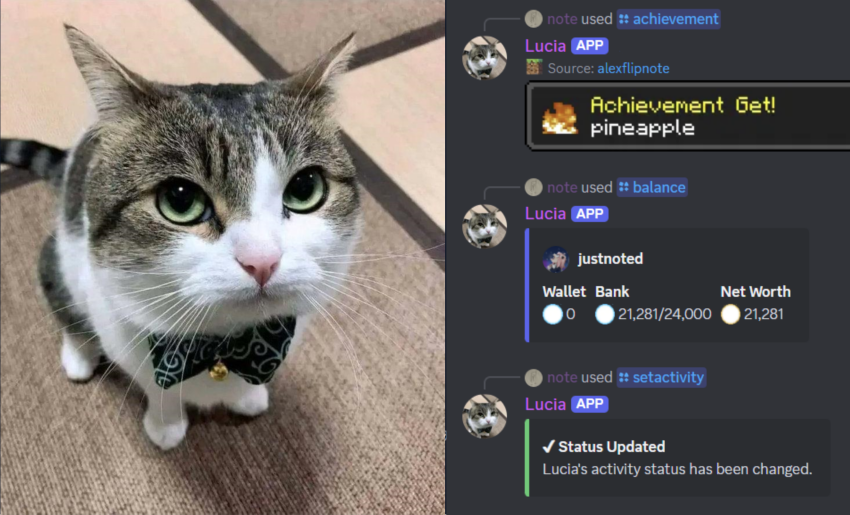 note used achievement
Lucia APP
Source: alexflipnote
Achievement Get!
pineapple
note used balance
Lucia APP
justnoted
Wallet Bank Net Worth
0 21,281/24,000 21,281
note used setactivity
Lucia APP
✓ Status Updated
Lucia's activity status has been changed.